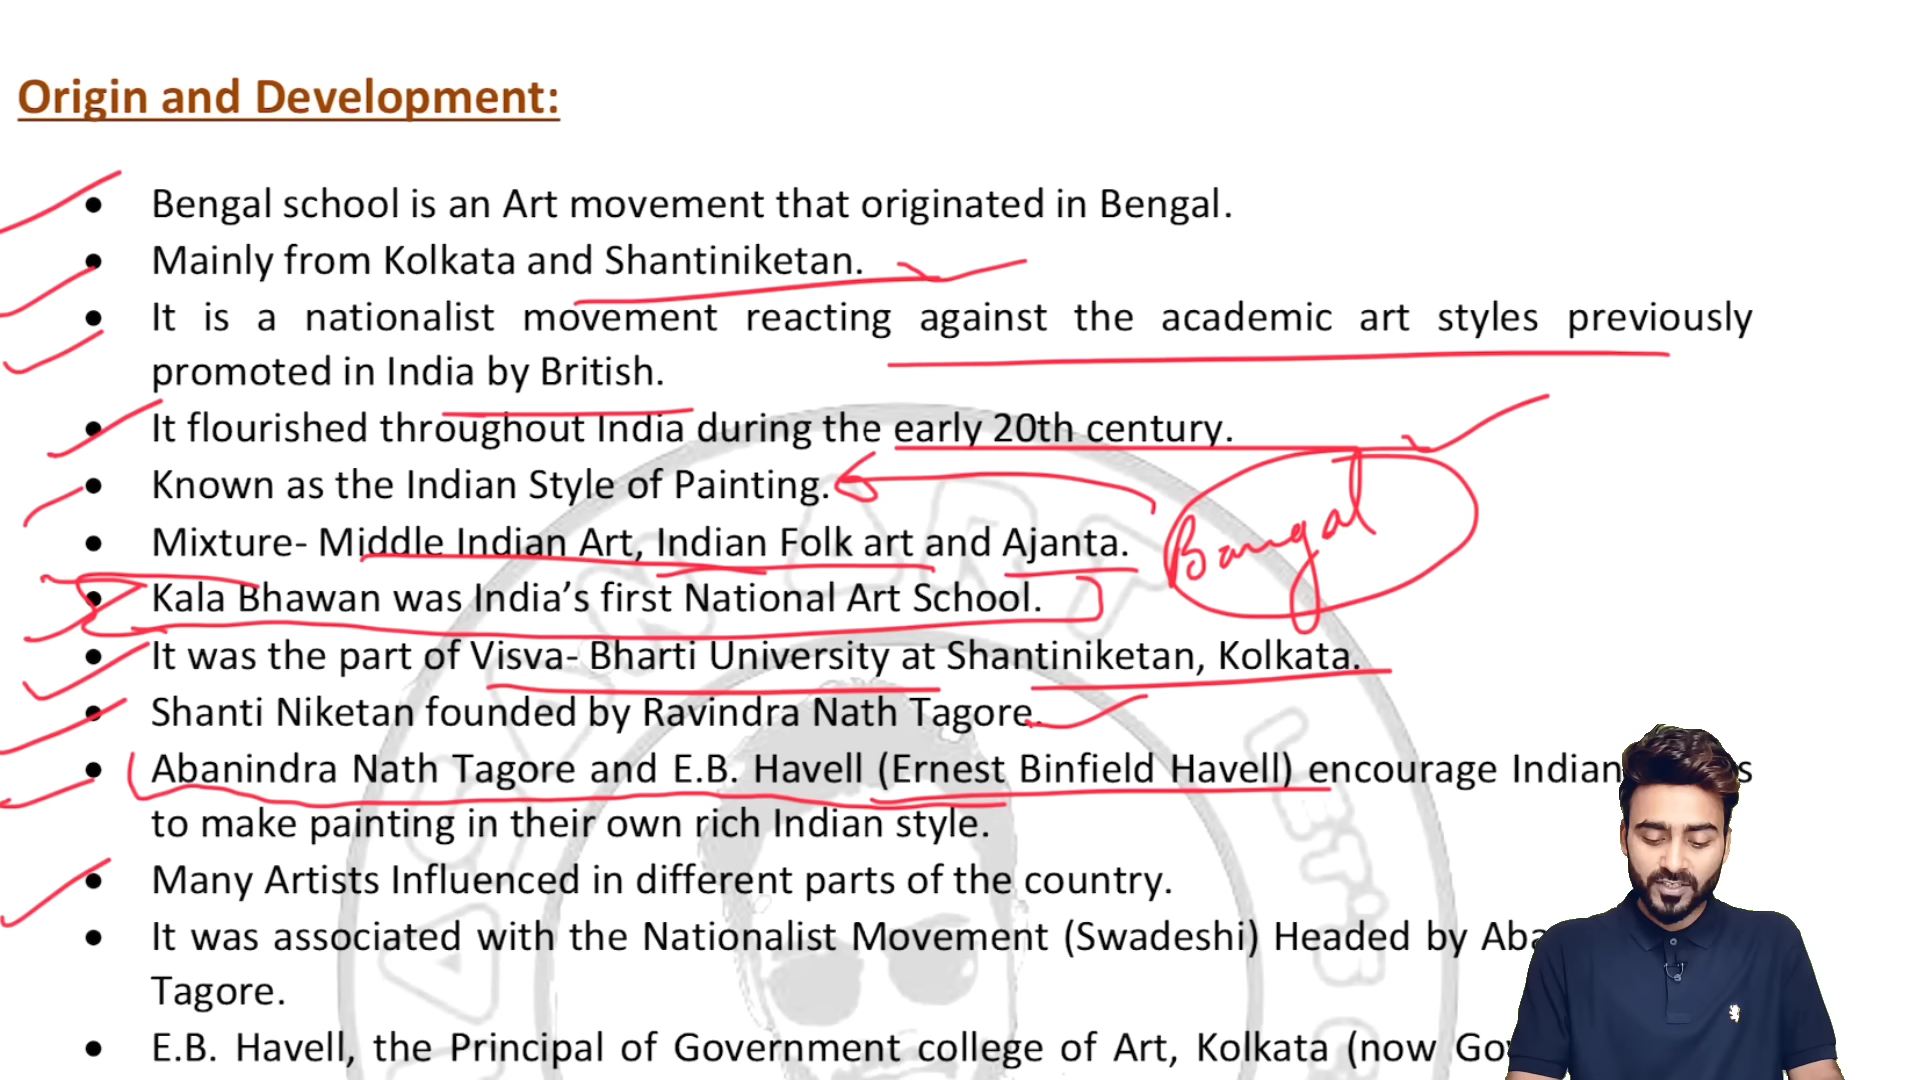 Origin and Development:
• Bengal school is an Art movement that originated in Bengal.
• Mainly from Kolkata and Shantiniketan.
• It is a nationalist movement reacting against the academic art styles previously
promoted in India by British.
• It flourished throughout India during the early 20th century.
• Known as the Indian Style of Painting.
Bangal
• Mixture- Middle Indian Art, Indian Folk art and Ajanta.
• Kala Bhawan was India's first National Art School.
• It was the part of Visva- Bharti University at Shantiniketan, Kolkata.
• Shanti Niketan founded by Ravindra Nath Tagore.
• Abanindra Nath Tagore and E.B. Havell (Ernest Binfield Havell) encourage Indian
to make painting in their own rich Indian style.
• Many Artists Influenced in different parts of the country.
• It was associated with the Nationalist Movement (Swadeshi) Headed by
Tagore.
• E.B. Havell, the Principal of Government college of Art, Kolkata (now